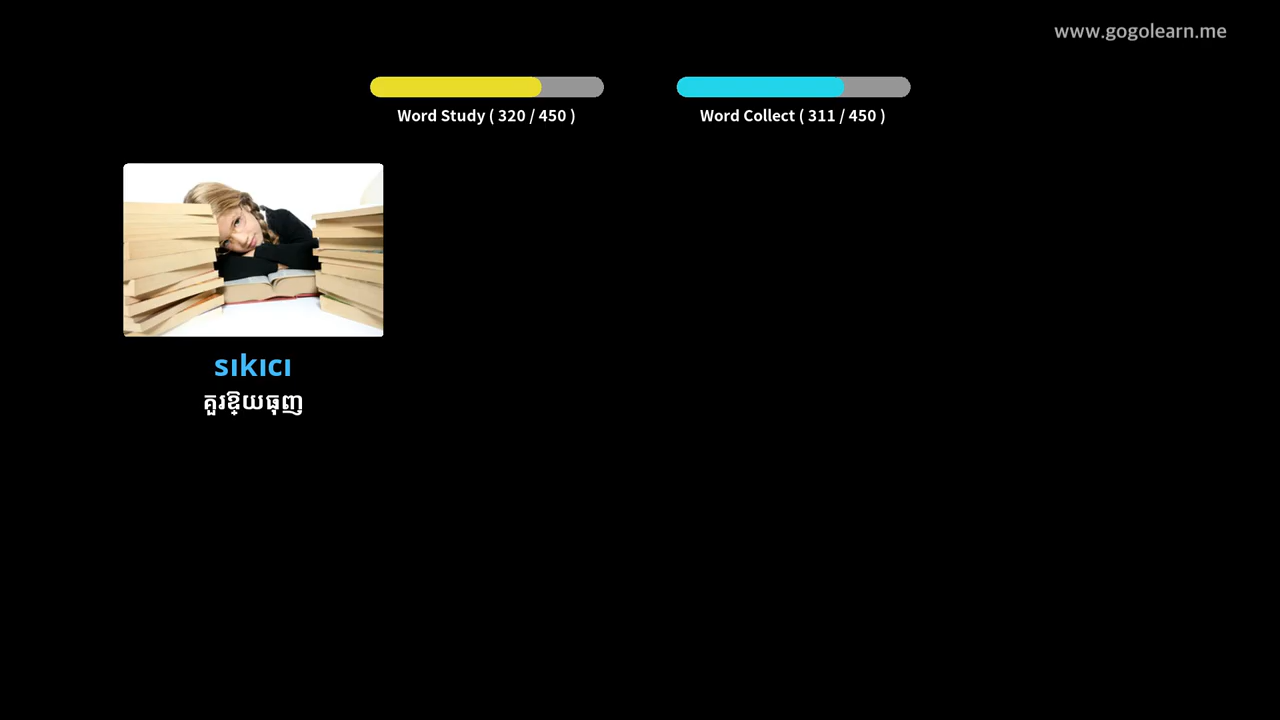 www.gogolearn.me
Word Study ( 320 / 450 )
Word Collect ( 311 / 450 )
sıkıcı
គួរឱ្យធុញ